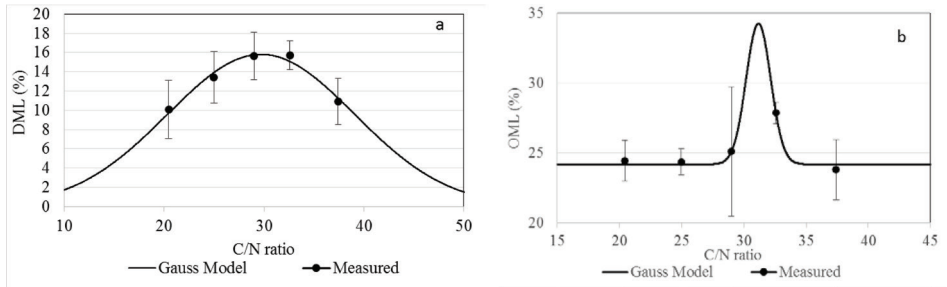 a
20
18
16
14
12
10
8
6
4
2
0
DML (%)
10 20 30 40 50
C/N ratio
Gauss Model Measured
b
35
30
25
20
OML (%)
15 20 25 30 35 40 45
C/N ratio
Gauss Model Measured